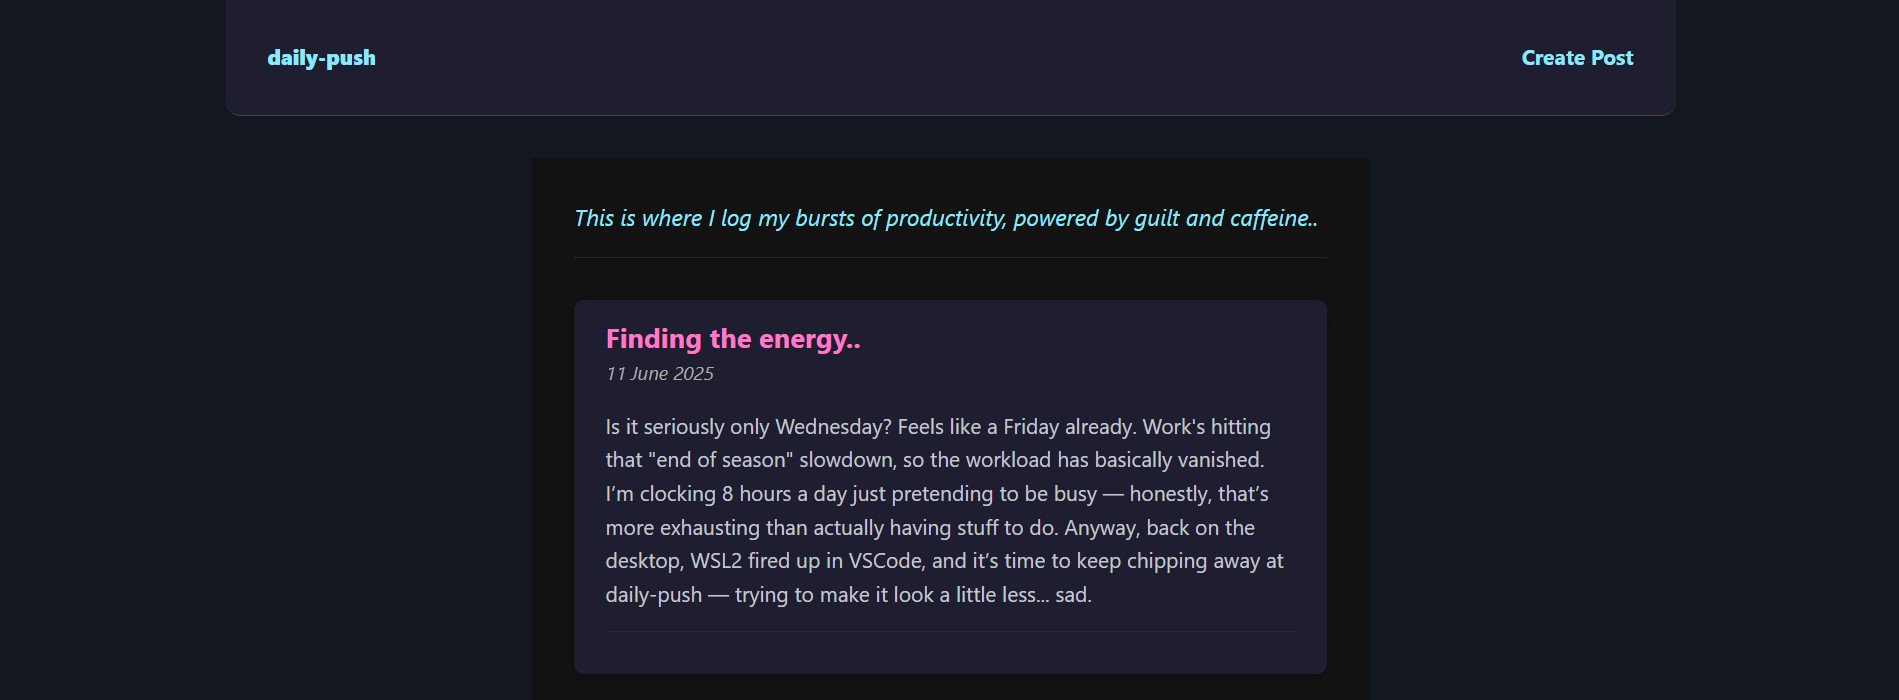 daily-push
Create Post
This is where I log my bursts of productivity, powered by guilt and caffeine..
Finding the energy..
11 June 2025
Is it seriously only Wednesday? Feels like a Friday already. Work's hitting
that "end of season" slowdown, so the workload has basically vanished.
I’m clocking 8 hours a day just pretending to be busy — honestly, that’s
more exhausting than actually having stuff to do. Anyway, back on the
desktop, WSL2 fired up in VSCode, and it’s time to keep chipping away at
daily-push — trying to make it look a little less... sad.